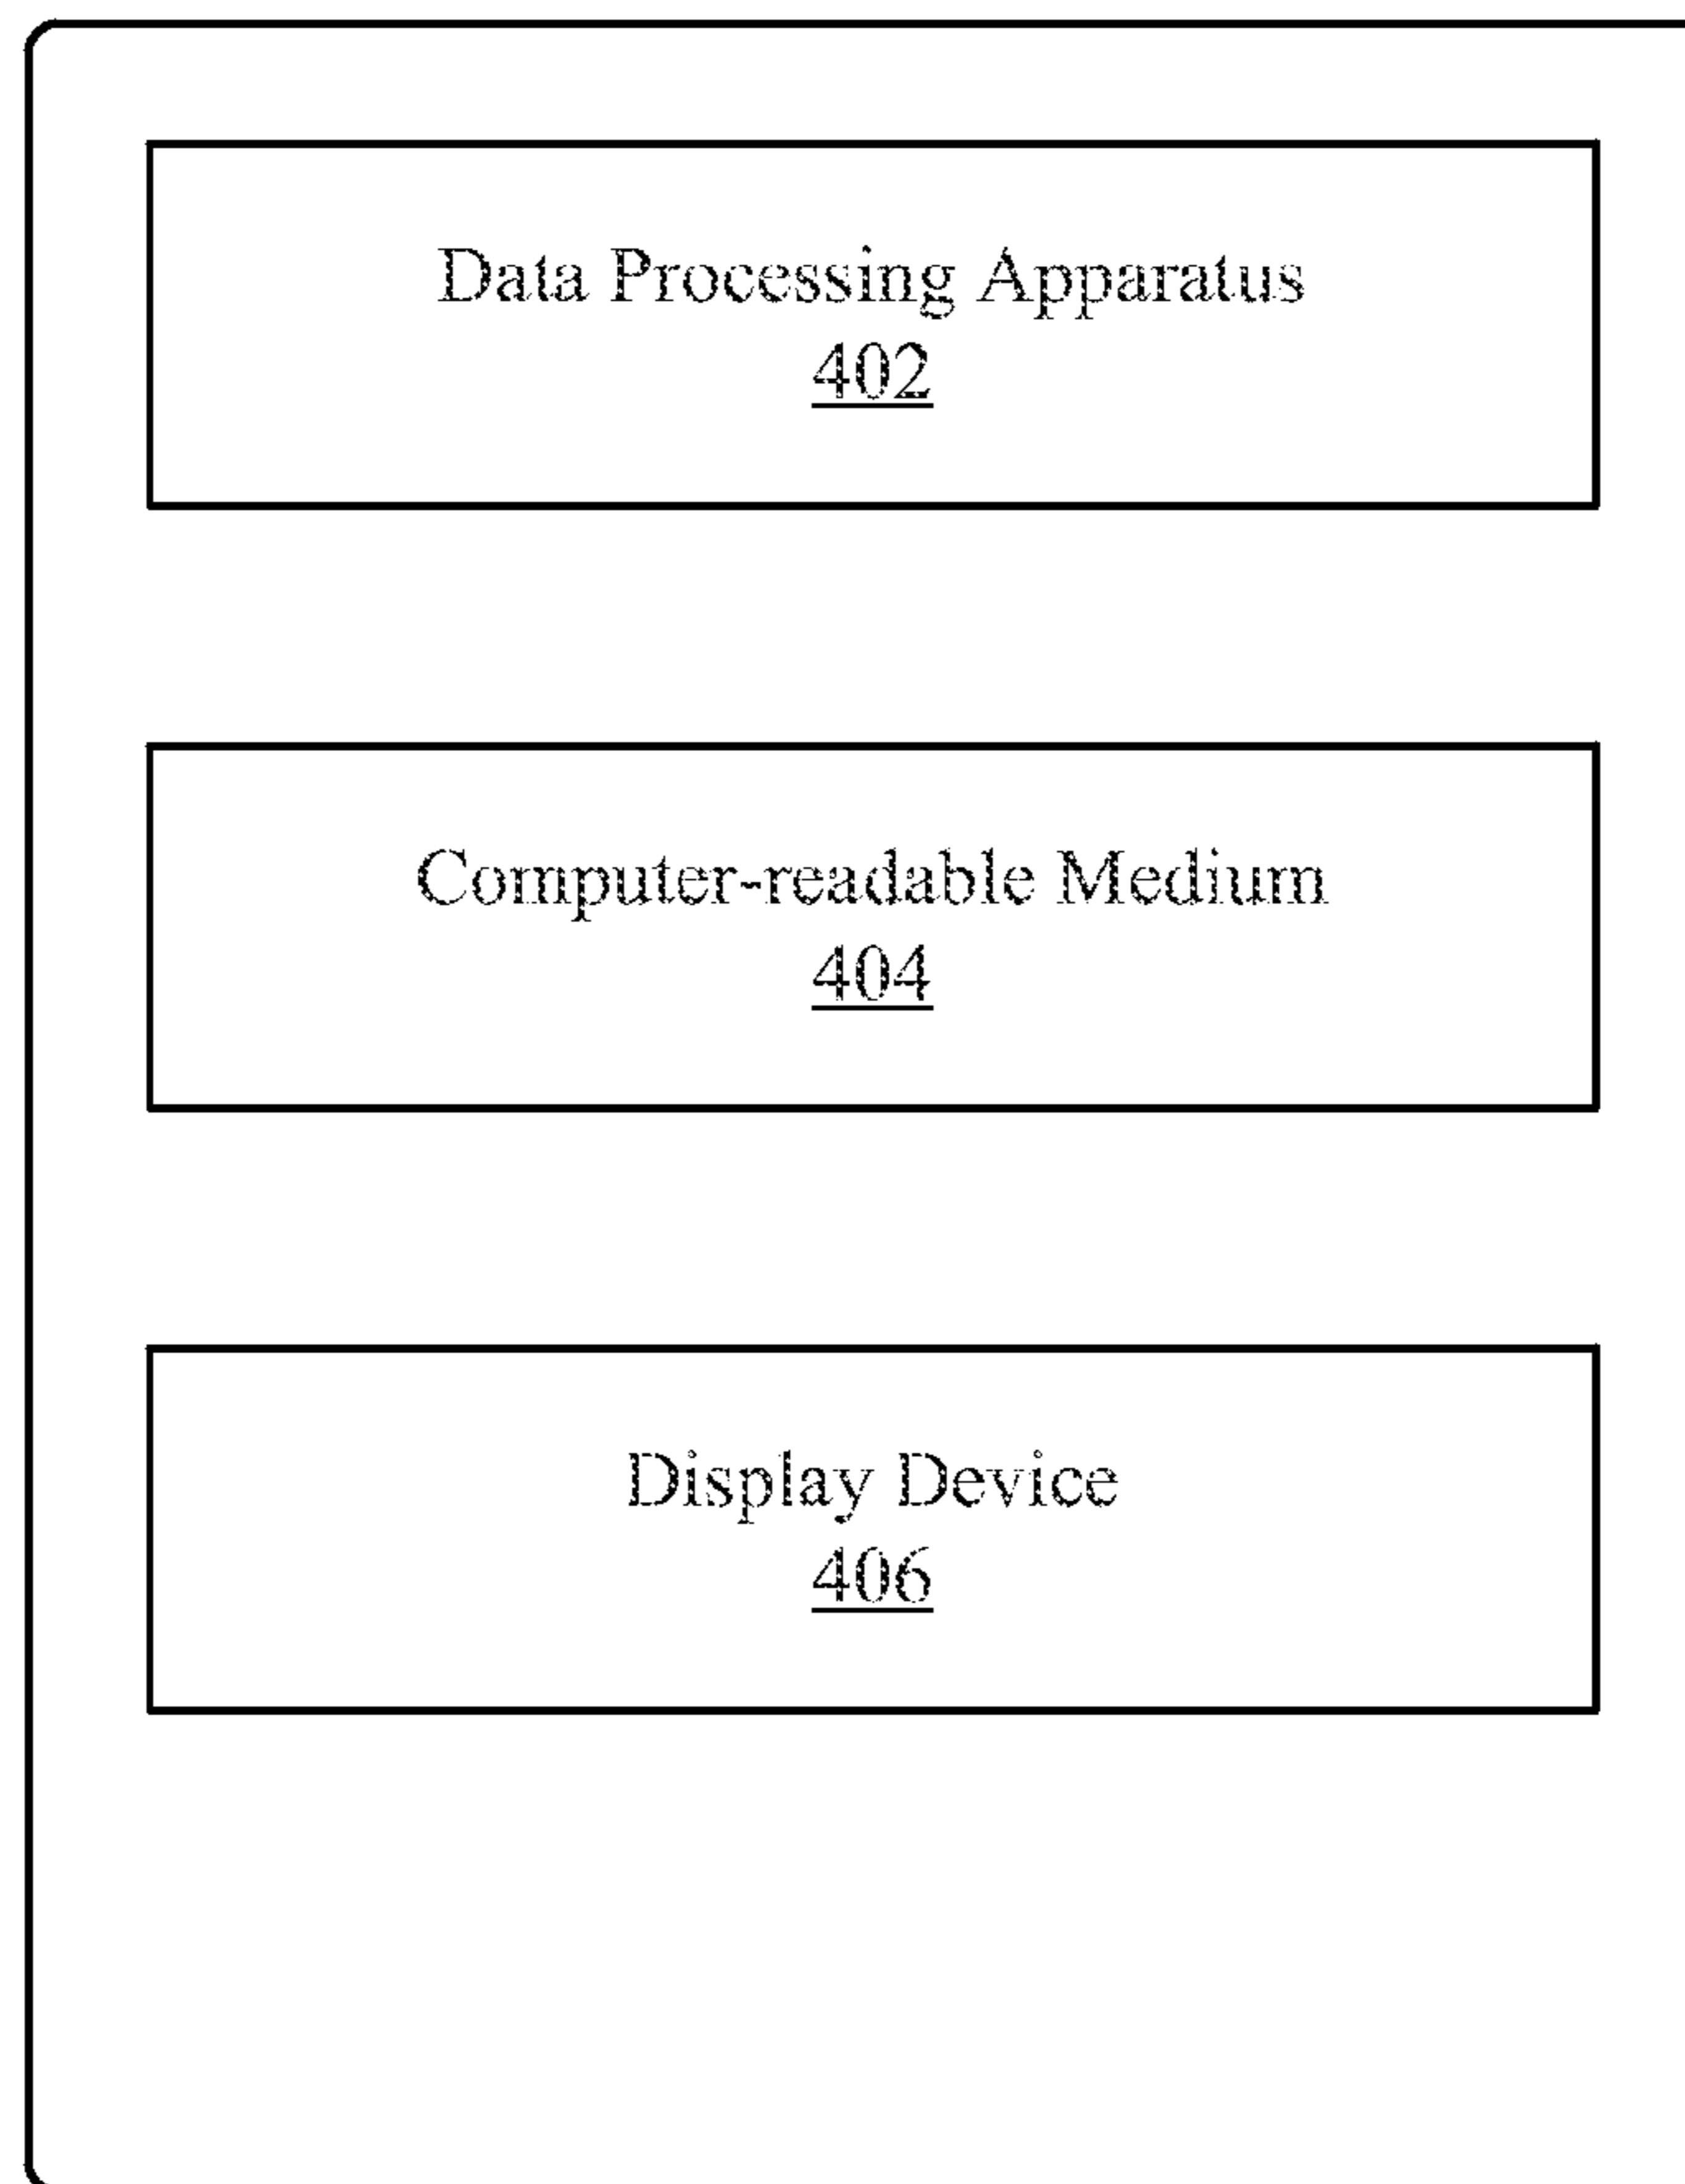 Data Processing Apparatus
402
Computer-readable Medium
404
Display Device
406